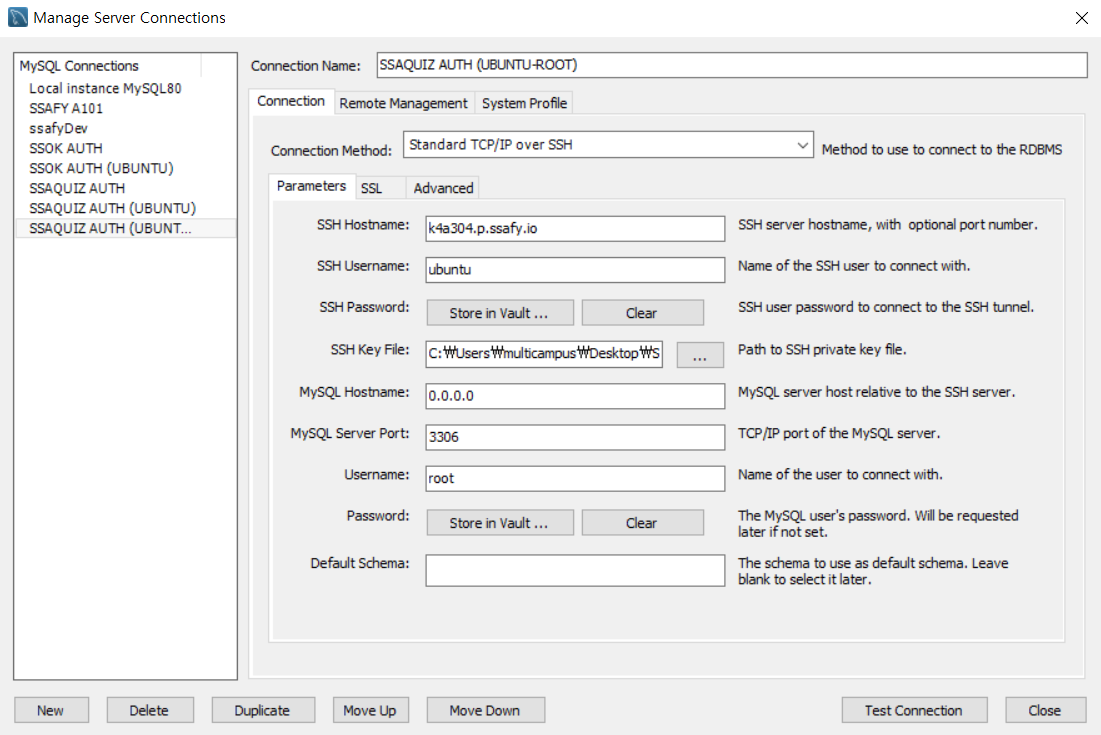 Manage Server Connections
MySQL Connections
Local instance MySQL80
SSAFY A101
ssafyDev
SSOK AUTH
SSOK AUTH (UBUNTU)
SSAQUIZ AUTH
SSAQUIZ AUTH (UBUNTU)
SSAQUIZ AUTH (UBUNT...
Connection Name: SSAQUIZ AUTH (UBUNTU-ROOT)
Connection Remote Management System Profile
Connection Method: Standard TCP/IP over SSH Method to use to connect to the RDBMS
Parameters SSL Advanced
SSH Hostname: k4a304.p.ssafy.io SSH server hostname, with optional port number.
SSH Username: ubuntu Name of the SSH user to connect with.
SSH Password: Store in Vault ... Clear SSH user password to connect to the SSH tunnel.
SSH Key File: C:₩Users₩multicampus₩Desktop₩S ... Path to SSH private key file.
MySQL Hostname: 0.0.0.0 MySQL server host relative to the SSH server.
MySQL Server Port: 3306 TCP/IP port of the MySQL server.
Username: root Name of the user to connect with.
Password: Store in Vault ... Clear The MySQL user's password. Will be requested
later if not set.
Default Schema: The schema to use as default schema. Leave
blank to select it later.
New Delete Duplicate Move Up Move Down Test Connection Close